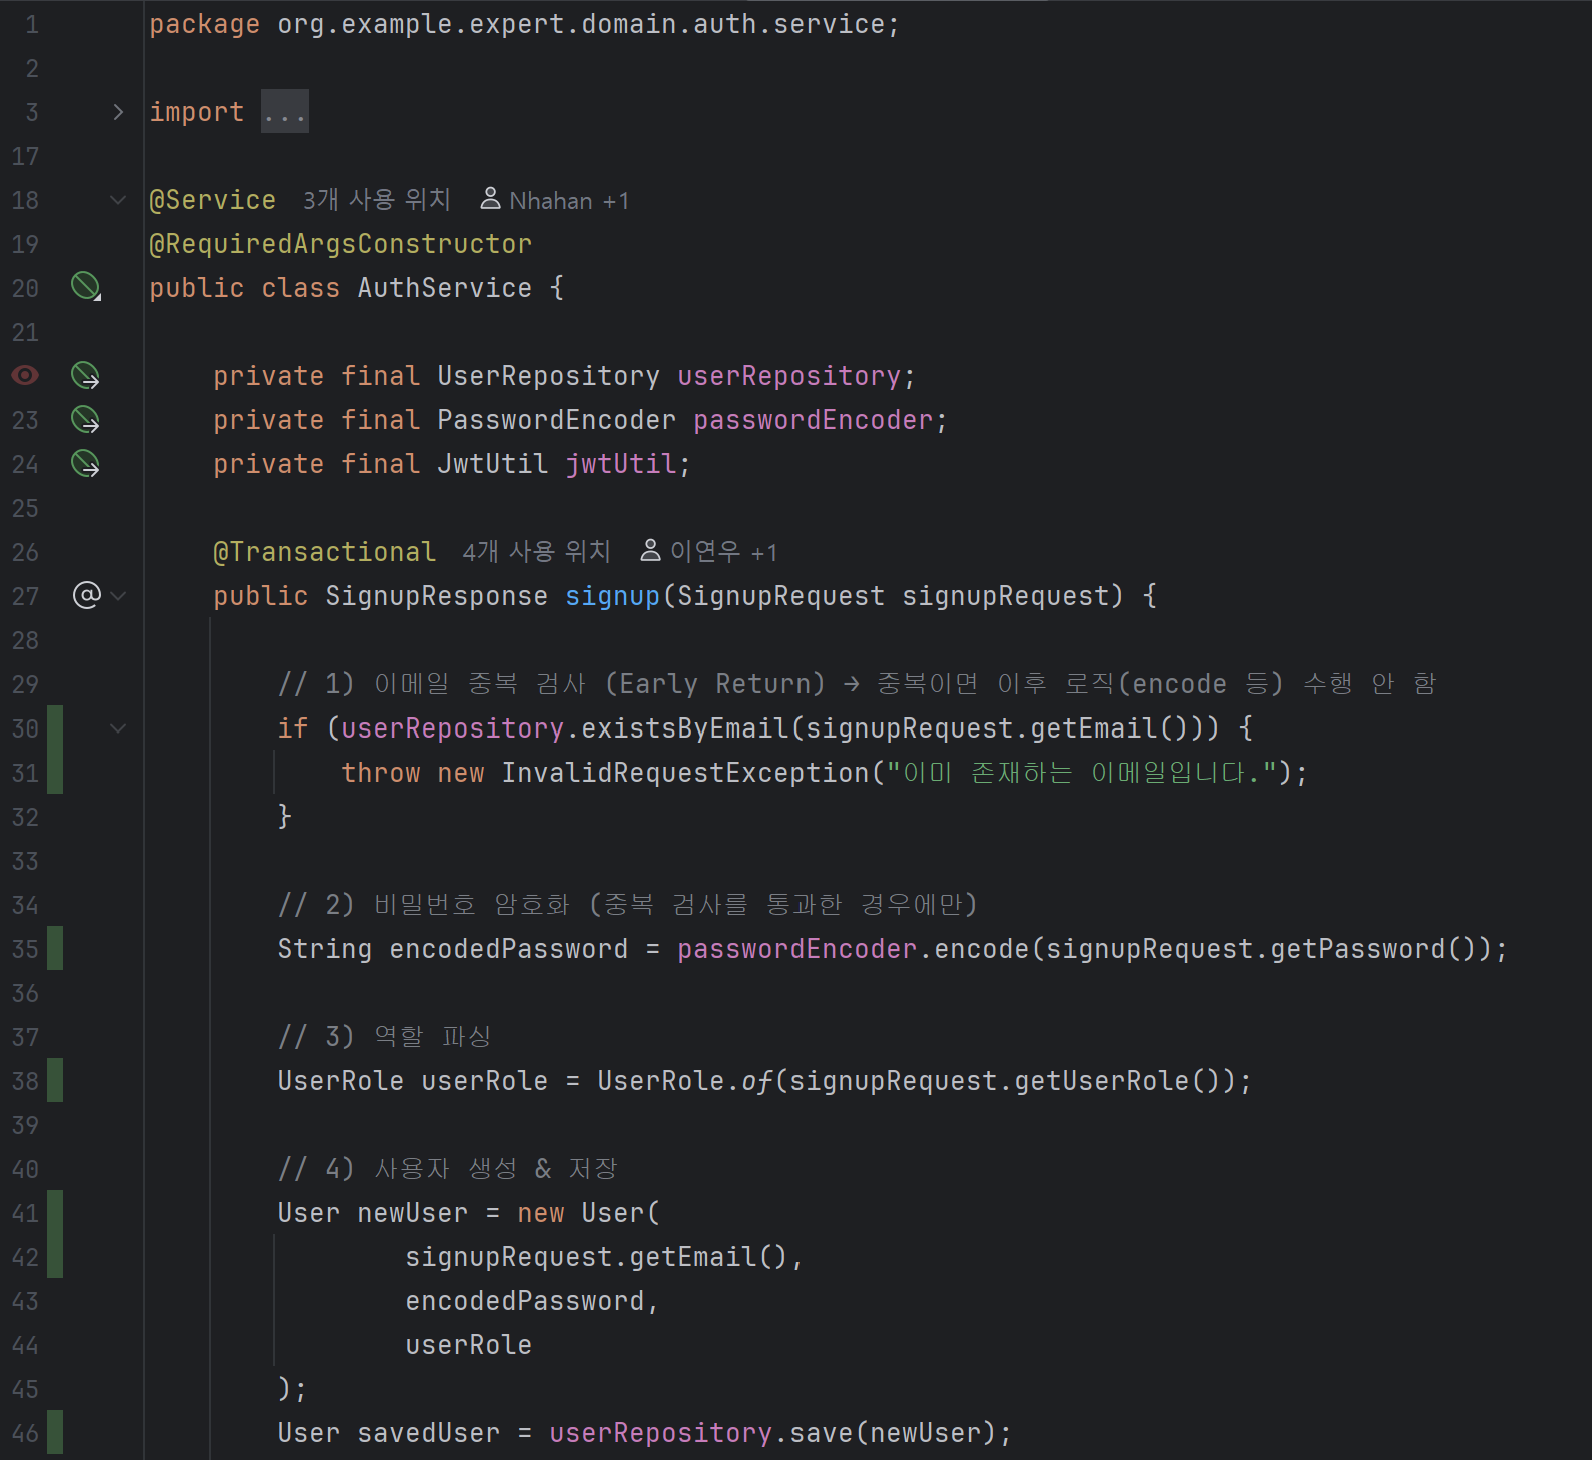 1 package org.example.expert.domain.auth.service;
2
3 import ...
17
18 @Service 3개 사용 위치 Nhahan +1
19 @RequiredArgsConstructor
20 public class AuthService {
21
private final UserRepository userRepository;
23 private final PasswordEncoder passwordEncoder;
24 private final JwtUtil jwtUtil;
25
26 @Transactional 4개 사용 위치 이연우 +1
27 public SignupResponse signup(SignupRequest signupRequest) {
28
29 // 1) 이메일 중복 검사 (Early Return) → 중복이면 이후 로직(encode 등) 수행 안 함
30 if (userRepository.existsByEmail(signupRequest.getEmail())) {
31 throw new InvalidRequestException("이미 존재하는 이메일입니다.");
32 }
33
34 // 2) 비밀번호 암호화 (중복 검사를 통과한 경우에만)
35 String encodedPassword = passwordEncoder.encode(signupRequest.getPassword());
36
37 // 3) 역할 파싱
38 UserRole userRole = UserRole.of(signupRequest.getUserRole());
39
40 // 4) 사용자 생성 & 저장
41 User newUser = new User(
42 signupRequest.getEmail(),
43 encodedPassword,
44 userRole
45 );
46 User savedUser = userRepository.save(newUser);